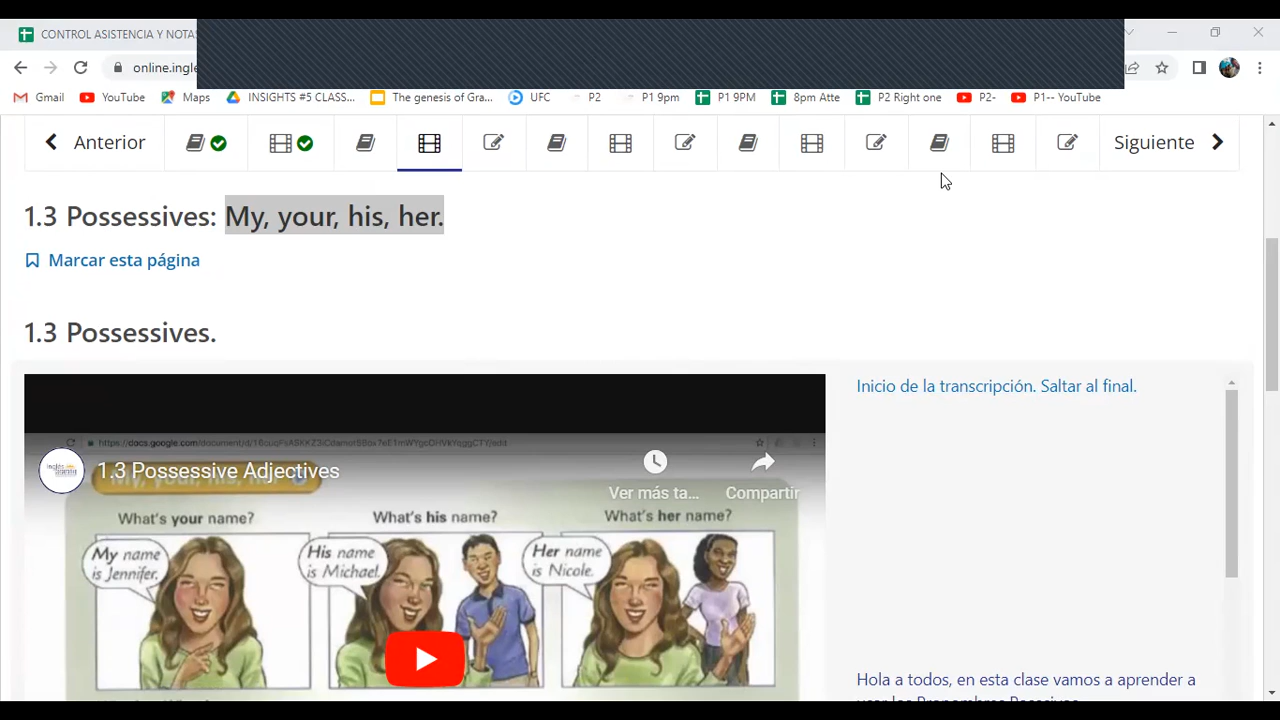 CONTROL ASISTENCIA Y NOTA
online.ingle
Gmail YouTube Maps INSIGHTS #5 CLASS... The genesis of Gra... UFC P2 P1 9pm P1 9PM 8pm Atte P2 Right one P2- P1-- YouTube
Anterior Siguiente
1.3 Possessives: My, your, his, her.
Marcar esta página
1.3 Possessives.
Inicio de la transcripción. Saltar al final.
1.3 Possessive Adjectives
Ver más ta... Compartir
What's your name? What's his name? What's her name?
My name
is Jennifer.
His name
is Michael.
Her name
is Nicole.
Hola a todos, en esta clase vamos a aprender a